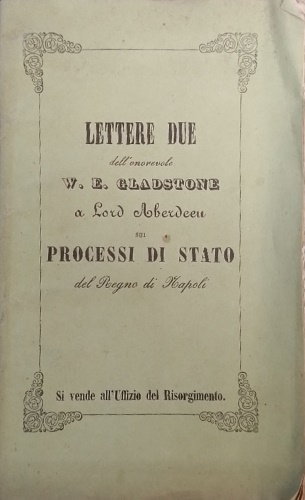 LETTERE DUE
dell'onorevole
W. E. GLADSTONE
a Lord Aberdeen
sui
PROCESSI DI STATO
del Regno di Napoli
Si vende all'Uffizio del Risorgimento.